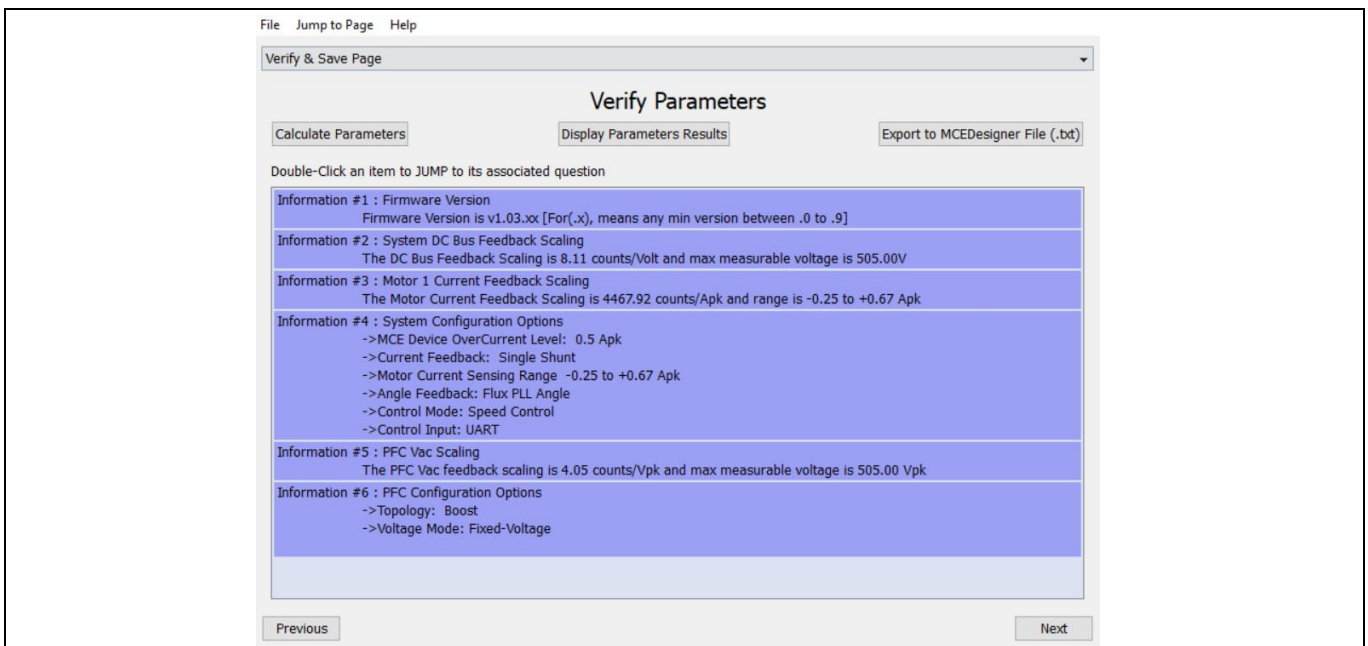 File Jump to Page Help
Verify & Save Page
Verify Parameters
Calculate Parameters Display Parameters Results Export to MCEDesigner File (.txt)
Double-Click an item to JUMP to its associated question
Information #1 : Firmware Version
Firmware Version is v1.03.xx [For(.x), means any min version between .0 to .9]
Information #2 : System DC Bus Feedback Scaling
The DC Bus Feedback Scaling is 8.11 counts/Volt and max measurable voltage is 505.00V
Information #3 : Motor 1 Current Feedback Scaling
The Motor Current Feedback Scaling is 4467.92 counts/Apk and range is -0.25 to +0.67 Apk
Information #4 : System Configuration Options
->MCE Device OverCurrent Level: 0.5 Apk
->Current Feedback: Single Shunt
->Motor Current Sensing Range -0.25 to +0.67 Apk
->Angle Feedback: Flux PLL Angle
->Control Mode: Speed Control
->Control Input: UART
Information #5 : PFC Vac Scaling
The PFC Vac feedback scaling is 4.05 counts/Vpk and max measurable voltage is 505.00 Vpk
Information #6 : PFC Configuration Options
->Topology: Boost
->Voltage Mode: Fixed-Voltage
Previous Next